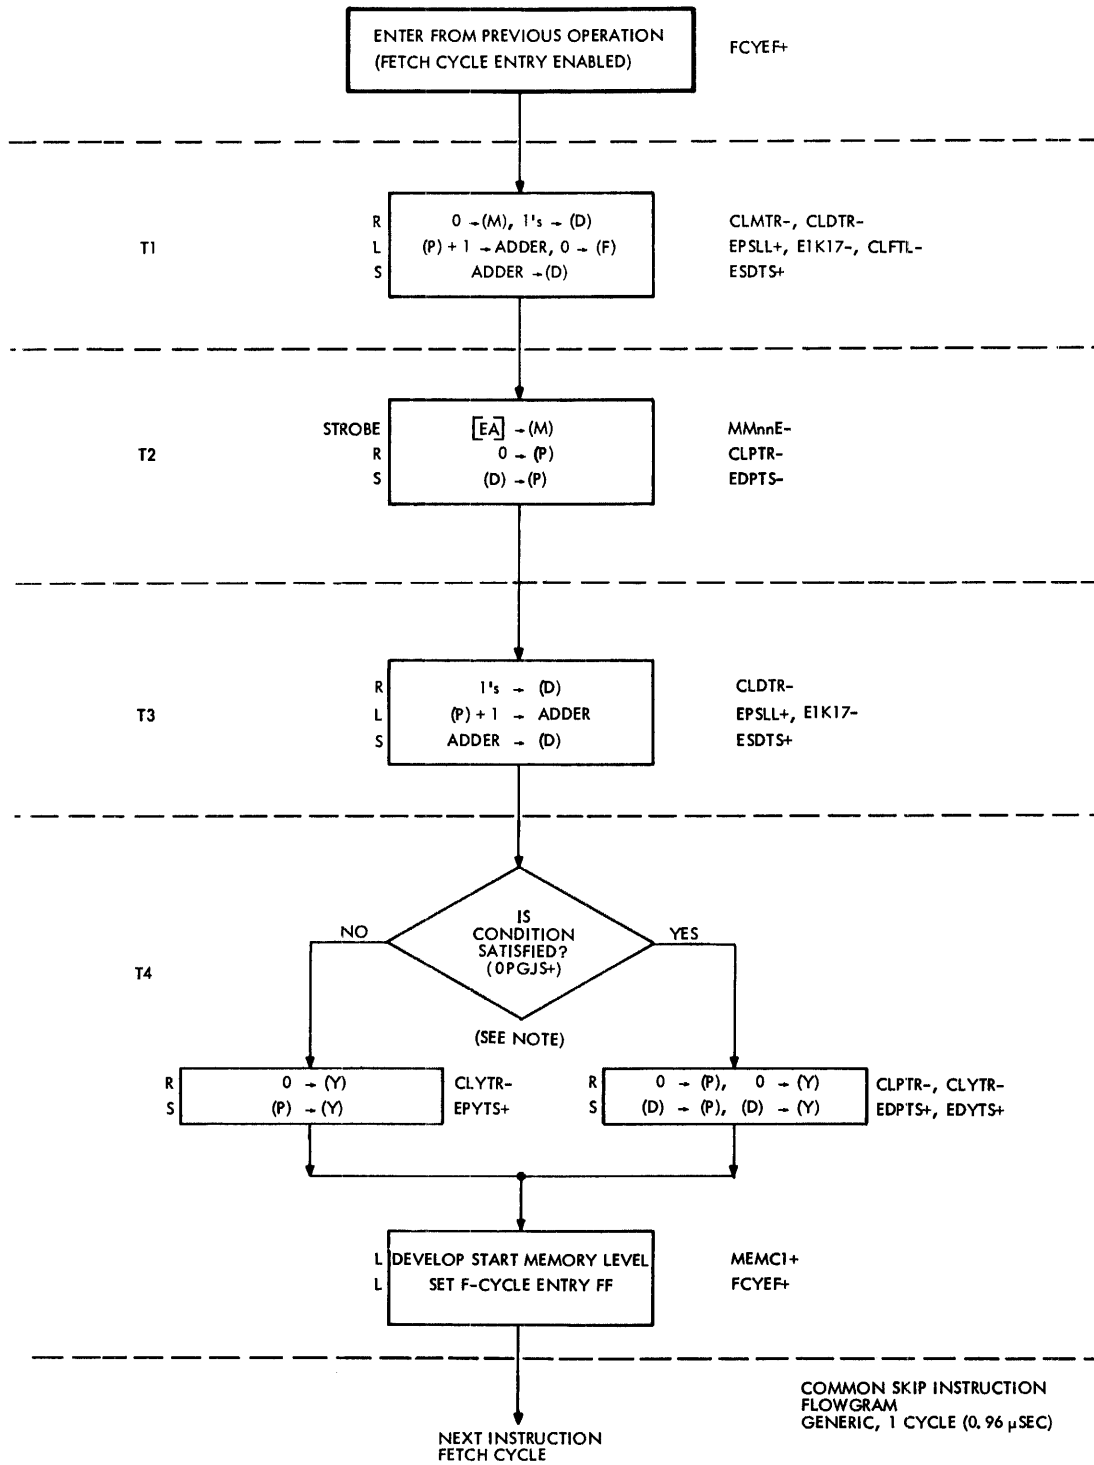 ENTER FROM PREVIOUS OPERATION
(FETCH CYCLE ENTRY ENABLED)
FCYEF+
T1
R 0 → (M), 1's → (D) CLMTR-, CLDTR-
L (P) + 1 → ADDER, 0 → (F) EPSLL+, E1K17-, CLFTL-
S ADDER → (D) ESDTS+
T2
STROBE [EA] → (M) MMnnE-
R 0 → (P) CLPTR-
S (D) → (P) EDPTS-
T3
R 1's → (D) CLDTR-
L (P) + 1 → ADDER EPSLL+, E1K17-
S ADDER → (D) ESDTS+
T4
IS
CONDITION
SATISFIED?
(OPGJS+)
NO
YES
(SEE NOTE)
R 0 → (Y) CLYTR-
S (P) → (Y) EPYTS+
R 0 → (P), 0 → (Y) CLPTR-, CLYTR-
S (D) → (P), (D) → (Y) EDPTS+, EDYTS+
L DEVELOP START MEMORY LEVEL MEMC1+
L SET F-CYCLE ENTRY FF FCYEF+
NEXT INSTRUCTION
FETCH CYCLE
COMMON SKIP INSTRUCTION
FLOWGRAM
GENERIC, 1 CYCLE (0.96 µSEC)